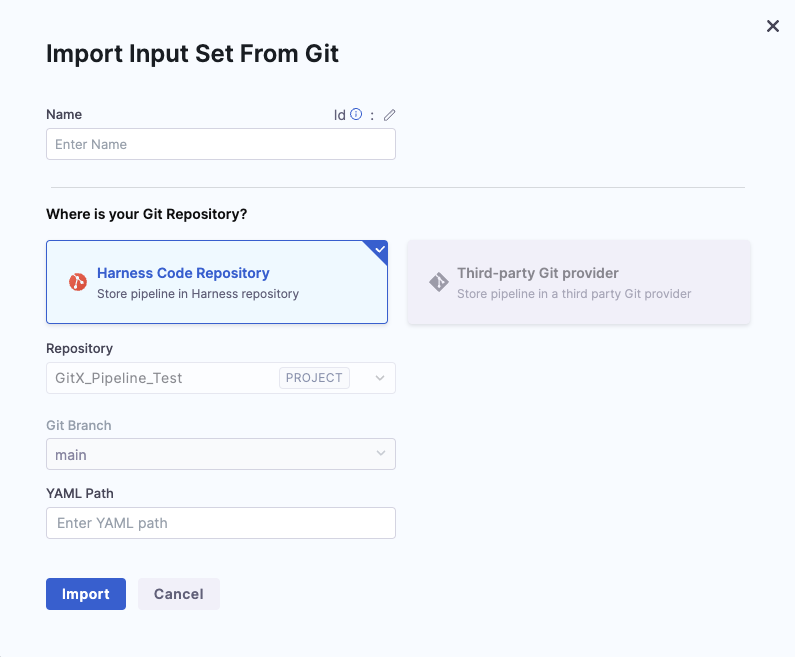 Import Input Set From Git
Name
Id :
Enter Name
Where is your Git Repository?
Harness Code Repository
Store pipeline in Harness repository
Third-party Git provider
Store pipeline in a third party Git provider
Repository
GitX_Pipeline_Test PROJECT
Git Branch
main
YAML Path
Enter YAML path
Import Cancel